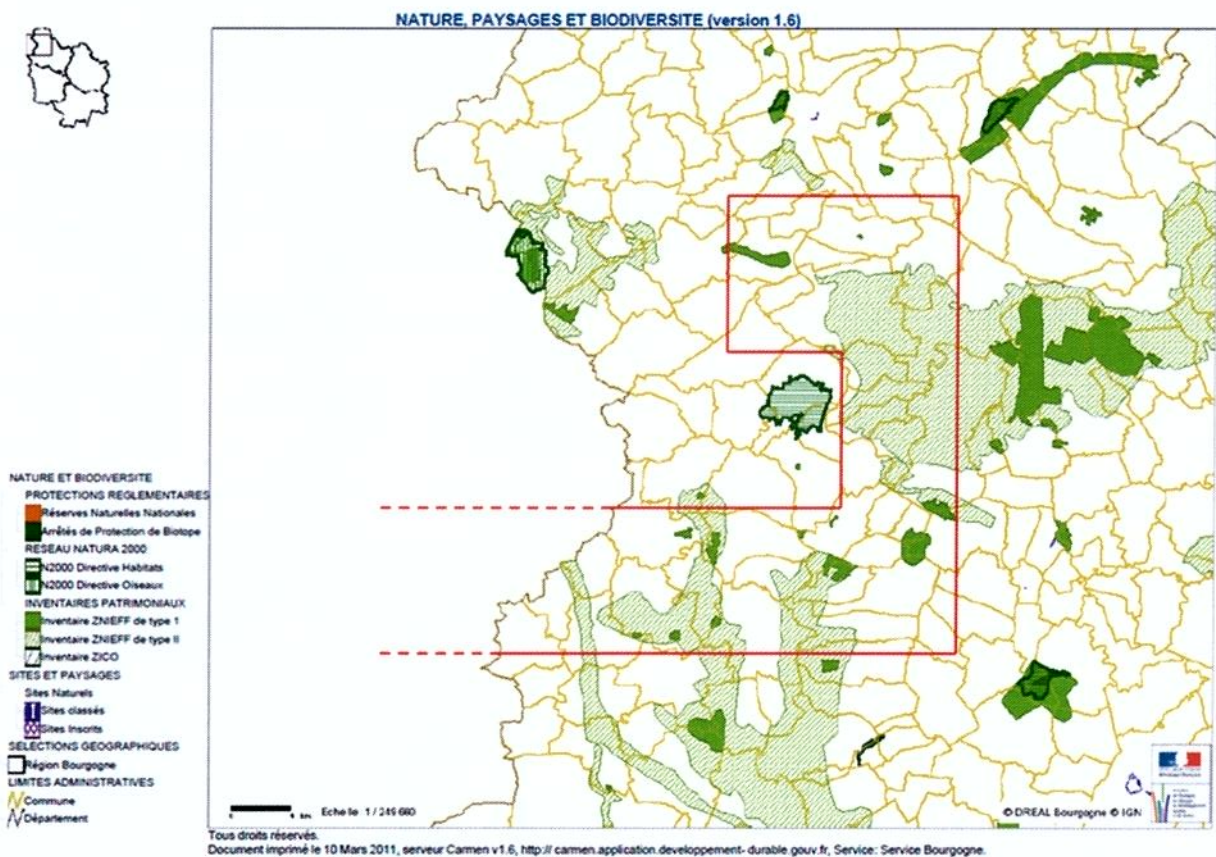 NATURE, PAYSAGES ET BIODIVERSITE (version 1.6)
NATURE ET BIODIVERSITE
PROTECTIONS REGLEMENTAIRES
Réserves Naturelles Nationales
Arrêtés de Protection de Biotope
RESEAU NATURA 2000
N2000 Directive Habitats
N2000 Directive Oiseaux
INVENTAIRES PATRIMONIAUX
Inventaire ZNIEFF de type 1
Inventaire ZNIEFF de type II
Inventaire ZICO
SITES ET PAYSAGES
Sites Naturels
Sites classés
Sites Inscrits
SELECTIONS GEOGRAPHIQUES
Région Bourgogne
LIMITES ADMINISTRATIVES
Commune
Département
km Echelle : 1 / 249 660
© DREAL Bourgogne © IGN
Tous droits réservés.
Document imprimé le 10 Mars 2011, serveur Carmen v1.6, http:// carmen.application.developpement- durable.gouv.fr, Service: Service Bourgogne.